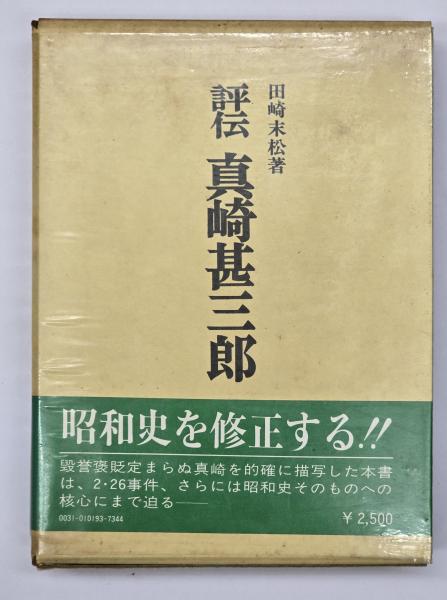 田崎末松著
評伝 真崎甚三郎
昭和史を修正する!!
毀誉褒貶定まらぬ真崎を的確に描写した本書
は、2・26事件、さらには昭和史そのものへの
核心にまで迫る——
0031-010193-7344
¥2,500